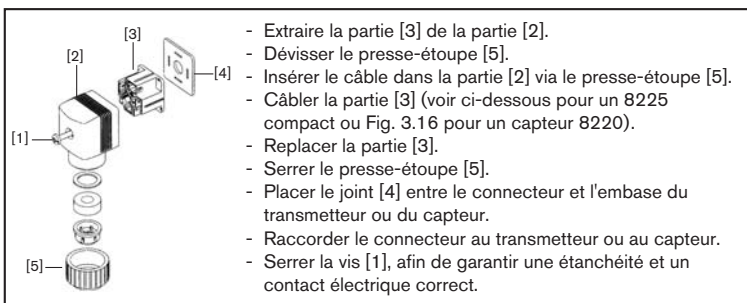 [3]
[2]
[4]
[1]
[5]
- Extraire la partie [3] de la partie [2].
- Dévisser le presse-étoupe [5].
- Insérer le câble dans la partie [2] via le presse-étoupe [5].
- Câbler la partie [3] (voir ci-dessous pour un 8225
compact ou Fig. 3.16 pour un capteur 8220).
- Replacer la partie [3].
- Serrer le presse-étoupe [5].
- Placer le joint [4] entre le connecteur et l'embase du
transmetteur ou du capteur.
- Raccorder le connecteur au transmetteur ou au capteur.
- Serrer la vis [1], afin de garantir une étanchéité et un
contact électrique correct.